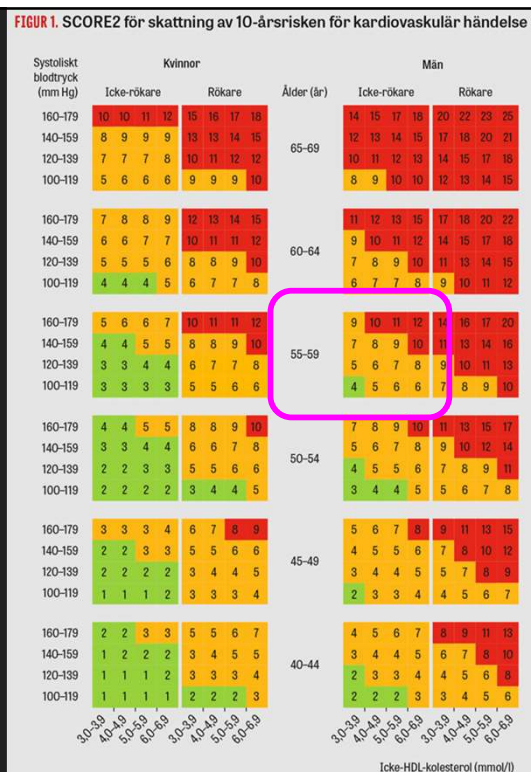 FIGUR 1. SCORE2 för skattning av 10-årsrisken för kardiovaskulär händelse
Systoliskt blodtryck (mm Hg) Kvinnor Män
Icke-rökare Rökare Ålder (år) Icke-rökare Rökare
160–179 10 10 11 12 15 16 17 18 14 15 17 18 20 22 23 25
140–159 8 9 9 9 13 13 14 15 12 13 14 15 17 18 20 21
65–69
120–139 7 7 7 8 10 11 12 12 10 11 12 13 14 15 17 18
100–119 5 6 6 6 9 9 9 10 8 9 10 10 12 13 14 15
160–179 7 8 8 9 12 13 14 15 11 12 13 15 17 18 20 22
140–159 6 6 7 7 10 11 11 12 9 10 11 12 14 15 17 18
60–64
120–139 5 5 5 6 8 8 9 10 7 8 9 10 11 12 14 15
100–119 4 4 4 5 6 7 7 8 6 7 7 8 9 10 11 12
160–179 5 6 6 7 10 11 11 12 9 10 11 12 14 16 17 20
140–159 4 4 5 5 8 8 9 10 7 8 9 10 11 13 14 16
55–59
120–139 3 3 4 4 6 7 7 8 5 6 7 8 9 10 11 13
100–119 3 3 3 3 5 5 6 6 4 5 6 6 7 8 9 10
160–179 4 4 5 5 8 8 9 10 7 8 9 10 11 13 15 17
140–159 3 3 4 4 6 6 7 8 5 6 7 8 9 10 12 14
50–54
120–139 2 2 3 3 5 5 6 6 4 5 5 6 7 8 9 11
100–119 2 2 2 2 3 4 4 5 3 4 4 5 5 6 7 8
160–179 3 3 3 4 6 7 8 9 5 6 7 8 9 11 13 15
140–159 2 2 3 3 5 5 6 6 4 5 5 6 7 8 10 12
45–49
120–139 2 2 2 2 3 4 4 5 3 4 4 5 5 7 8 9
100–119 1 1 1 2 3 3 3 4 2 3 3 4 4 5 6 7
160–179 2 2 3 3 5 5 6 7 4 5 6 7 8 9 11 13
140–159 1 2 2 2 3 4 5 5 3 4 4 5 6 7 8 10
40–44
120–139 1 1 1 2 3 3 3 4 2 3 3 4 4 5 6 8
100–119 1 1 1 1 2 2 2 3 2 2 2 3 3 4 5 6
3,0–3,9 4,0–4,9 5,0–5,9 6,0–6,9 3,0–3,9 4,0–4,9 5,0–5,9 6,0–6,9 3,0–3,9 4,0–4,9 5,0–5,9 6,0–6,9 3,0–3,9 4,0–4,9 5,0–5,9 6,0–6,9
Icke-HDL-kolesterol (mmol/l)